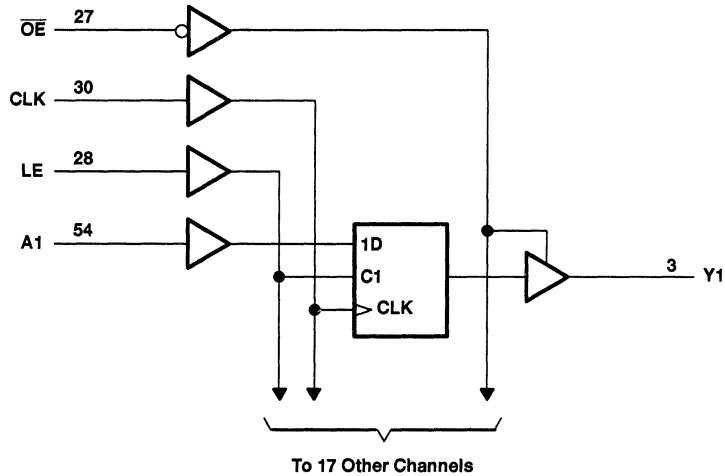 OE 27
CLK 30
LE 28
A1 54
1D
C1
CLK
3 Y1
To 17 Other Channels